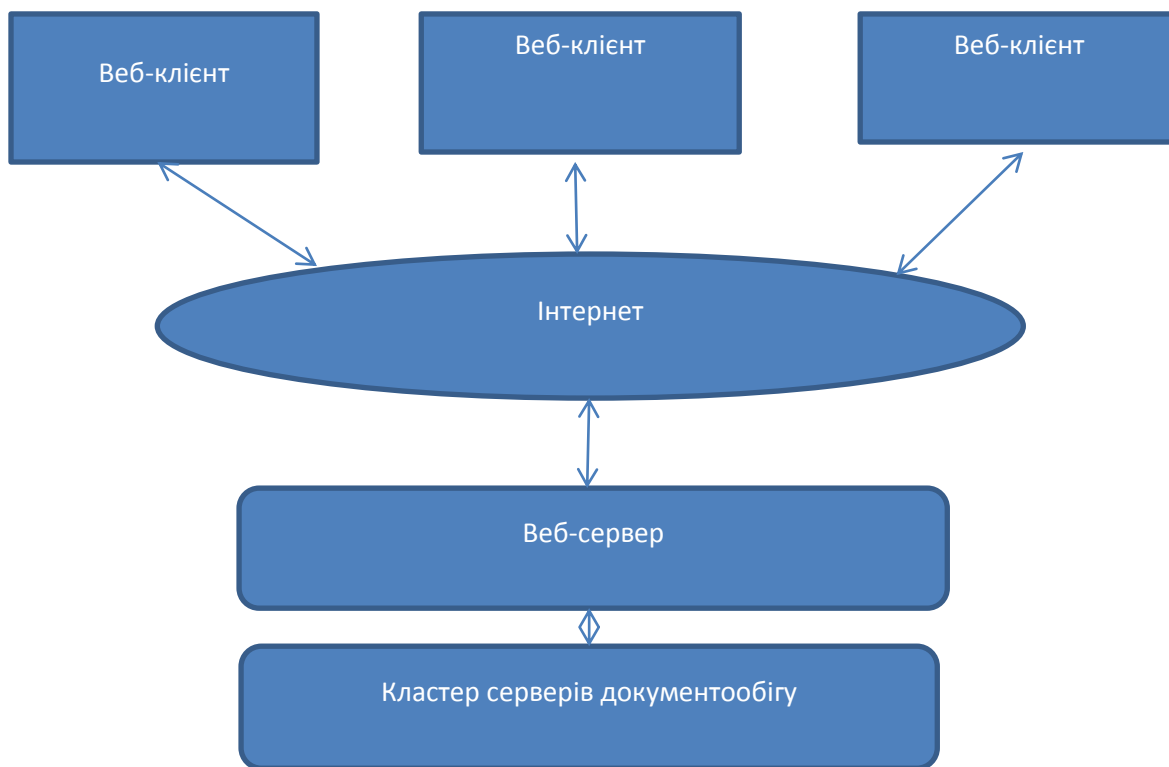 Веб-клієнт
Веб-клієнт
Веб-клієнт
Інтернет
Веб-сервер
Кластер серверів документообігу